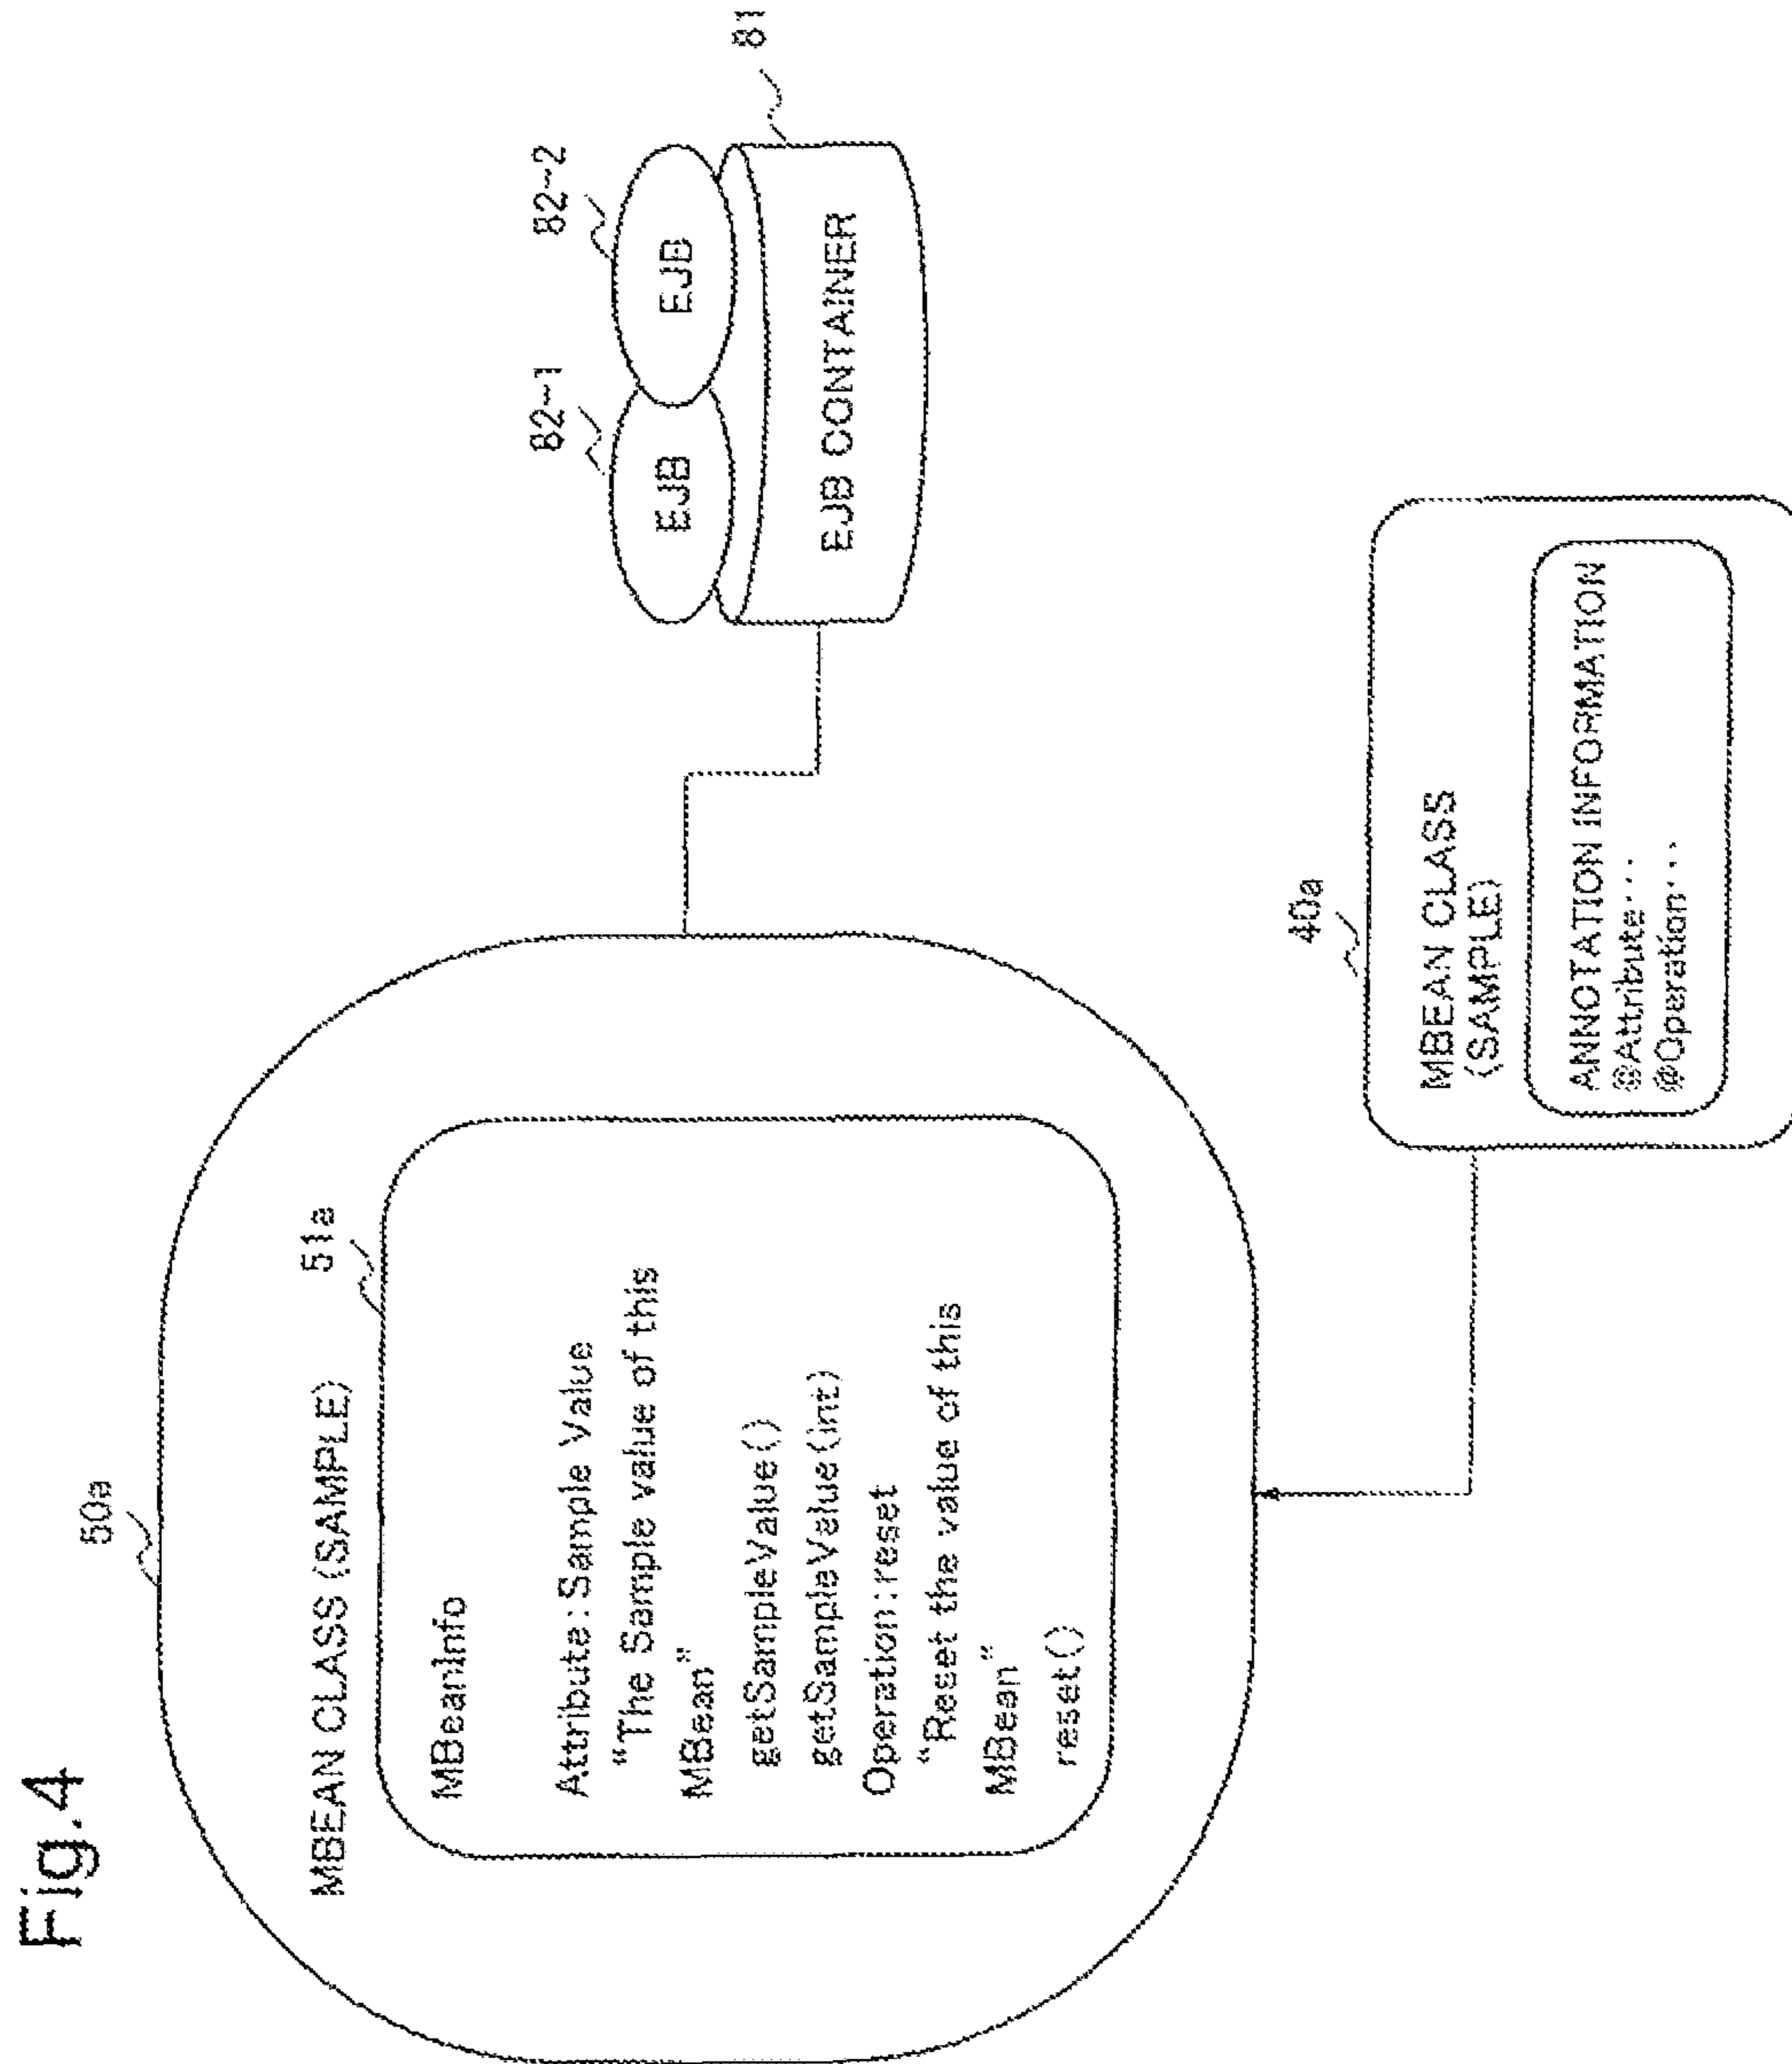 Fig.4
50a
MBEAN CLASS (SAMPLE)
51a
MBeanInfo
Attribute:Sample Value
"The Sample value of this
MBean"
getSampleValue()
getSampleValue(int)
Operation:reset
"Reset the value of this
MBean"
reset()
82-1
82-2
EJB
EJB
EJB CONTAINER
81
40a
MBEAN CLASS
(SAMPLE)
ANNOTATION INFORMATION
@Attribute···
@Operation···